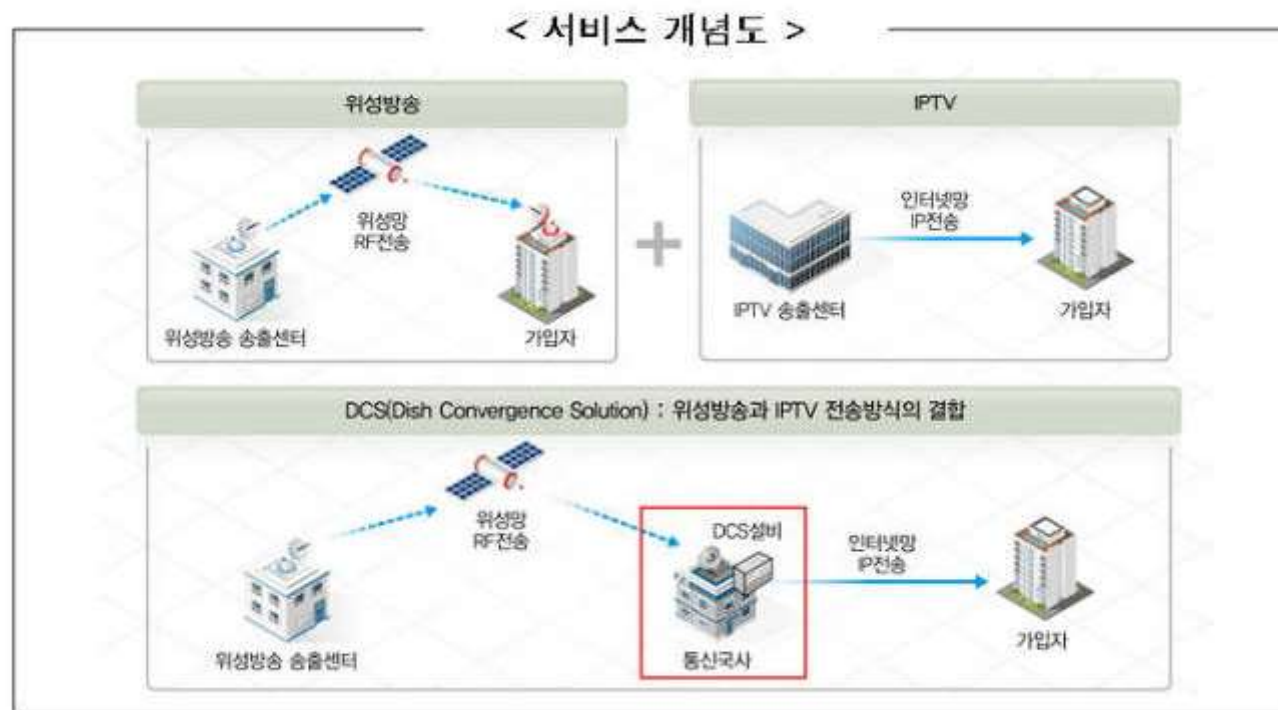 < 서비스 개념도 >
위성방송
위성망
RF전송
위성방송 송출센터
가입자
+
IPTV
인터넷망
IP전송
IPTV 송출센터
가입자
DCS(Dish Convergence Solution) : 위성방송과 IPTV 전송방식의 결합
위성망
RF전송
DCS설비
인터넷망
IP전송
위성방송 송출센터
통신국사
가입자